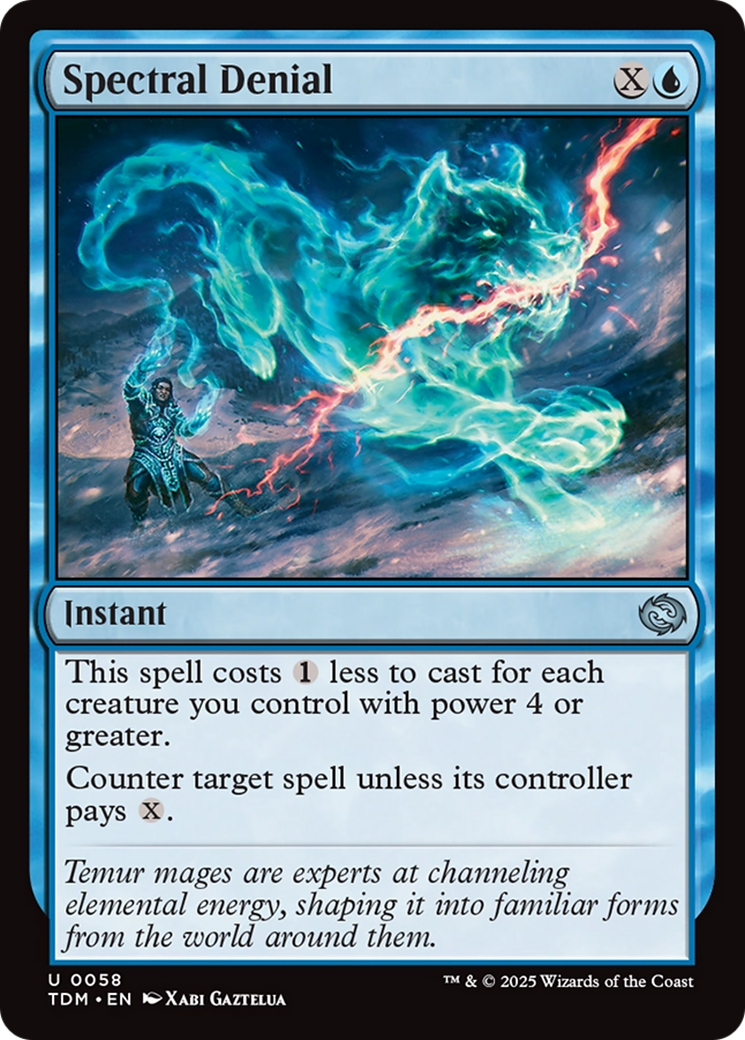 Spectral Denial X
Instant
This spell costs 1 less to cast for each
creature you control with power 4 or
greater.
Counter target spell unless its controller
pays X.
Temur mages are experts at channeling
elemental energy, shaping it into familiar forms
from the world around them.
U 0058 ™ & © 2025 Wizards of the Coast
TDM • EN Xabi Gaztelua